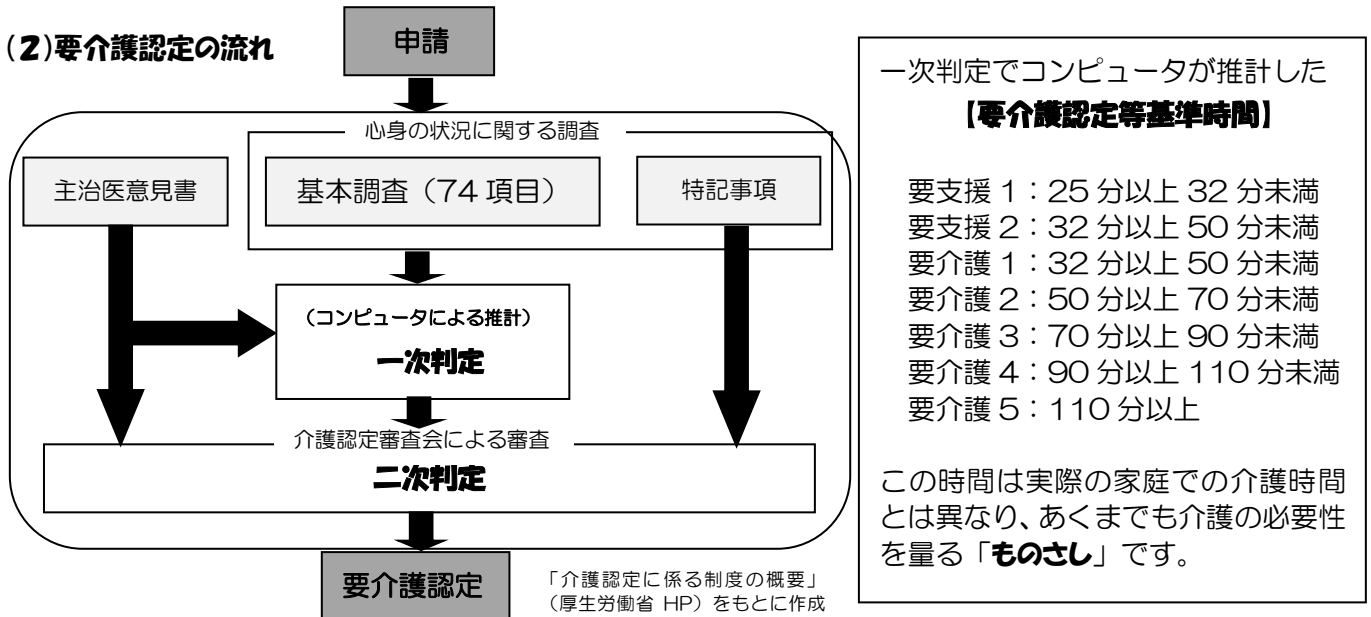 (2)要介護認定の流れ
申請
心身の状況に関する調査
主治医意見書
基本調査（74 項目）
特記事項
（コンピュータによる推計）
一次判定
介護認定審査会による審査
二次判定
要介護認定
「介護認定に係る制度の概要」
（厚生労働省 HP）をもとに作成
一次判定でコンピュータが推計した
【要介護認定等基準時間】
要支援 1：25 分以上 32 分未満
要支援 2：32 分以上 50 分未満
要介護 1：32 分以上 50 分未満
要介護 2：50 分以上 70 分未満
要介護 3：70 分以上 90 分未満
要介護 4：90 分以上 110 分未満
要介護 5：110 分以上
この時間は実際の家庭での介護時間
とは異なり、あくまでも介護の必要性
を量る「ものさし」です。